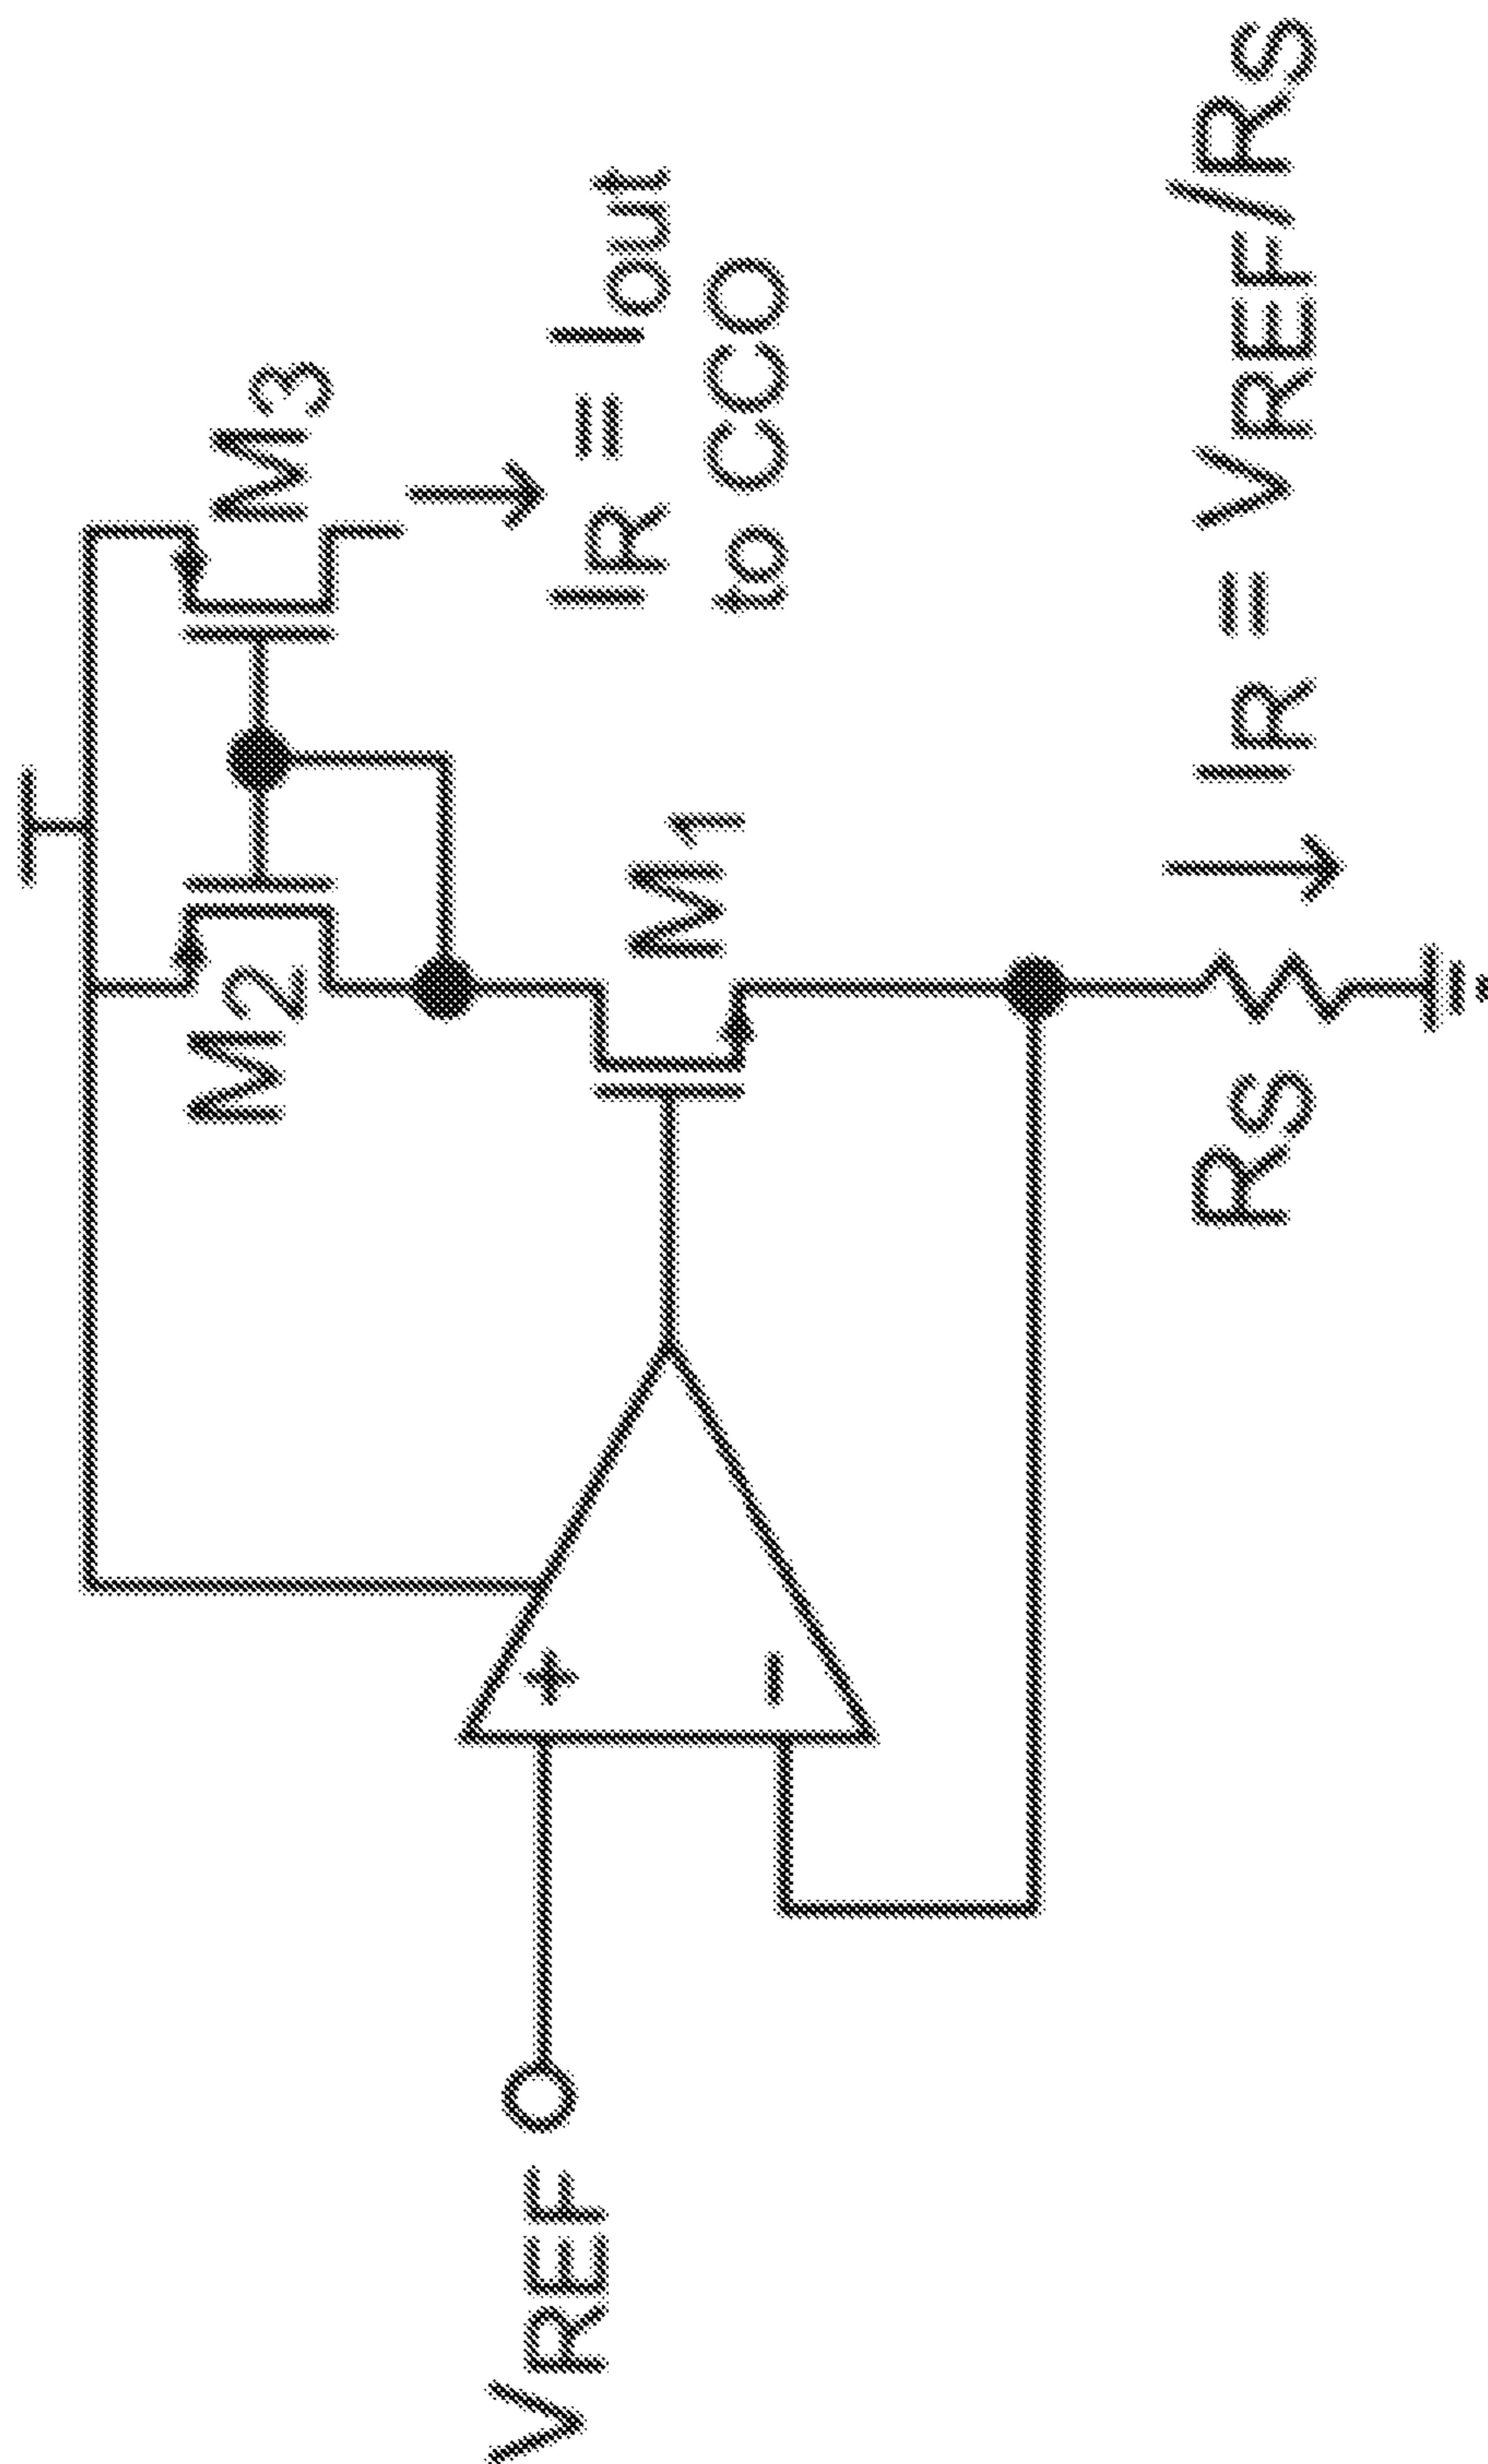 M2
M3
IR = Iout
to CCO
M1
+
VREF
−
RS
IR = VREF/RS